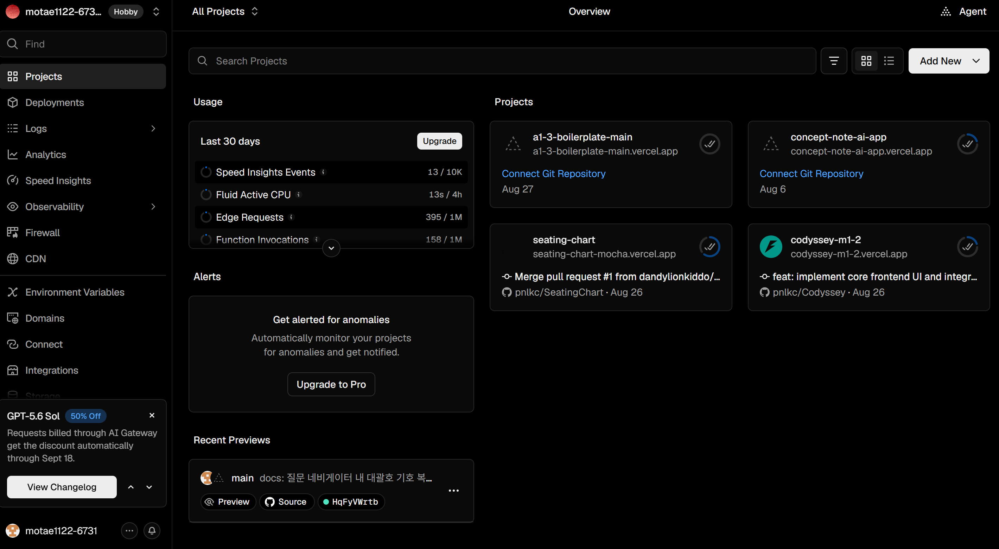 motae1122-673...
Hobby
All Projects
Overview
Agent
Find
Projects
Deployments
Logs
Analytics
Speed Insights
Observability
Firewall
CDN
Environment Variables
Domains
Connect
Integrations
Storage
GPT-5.6 Sol
50% Off
Requests billed through AI Gateway
get the discount automatically
through Sept 18.
View Changelog
motae1122-6731
Search Projects
Add New
Usage
Last 30 days
Upgrade
Speed Insights Events 13 / 10K
Fluid Active CPU 13s / 4h
Edge Requests 395 / 1M
Function Invocations 158 / 1M
Alerts
Get alerted for anomalies
Automatically monitor your projects
for anomalies and get notified.
Upgrade to Pro
Recent Previews
main docs: 질문 네비게이터 내 대괄호 기호 복...
Preview
Source
HqFyVWrtb
Projects
a1-3-boilerplate-main
a1-3-boilerplate-main.vercel.app
Connect Git Repository
Aug 27
concept-note-ai-app
concept-note-ai-app.vercel.app
Connect Git Repository
Aug 6
seating-chart
seating-chart-mocha.vercel.app
Merge pull request #1 from dandylionkiddo/...
pnlkc/SeatingChart · Aug 26
codyssey-m1-2
codyssey-m1-2.vercel.app
feat: implement core frontend UI and integr...
pnlkc/Codyssey · Aug 26